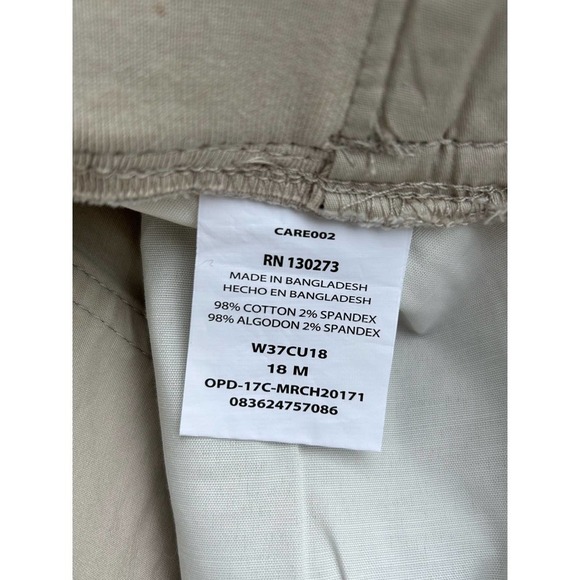 CARE002
RN 130273
MADE IN BANGLADESH
HECHO EN BANGLADESH
98% COTTON 2% SPANDEX
98% ALGODON 2% SPANDEX
W37CU18
18 M
OPD-17C-MRCH20171
083624757086